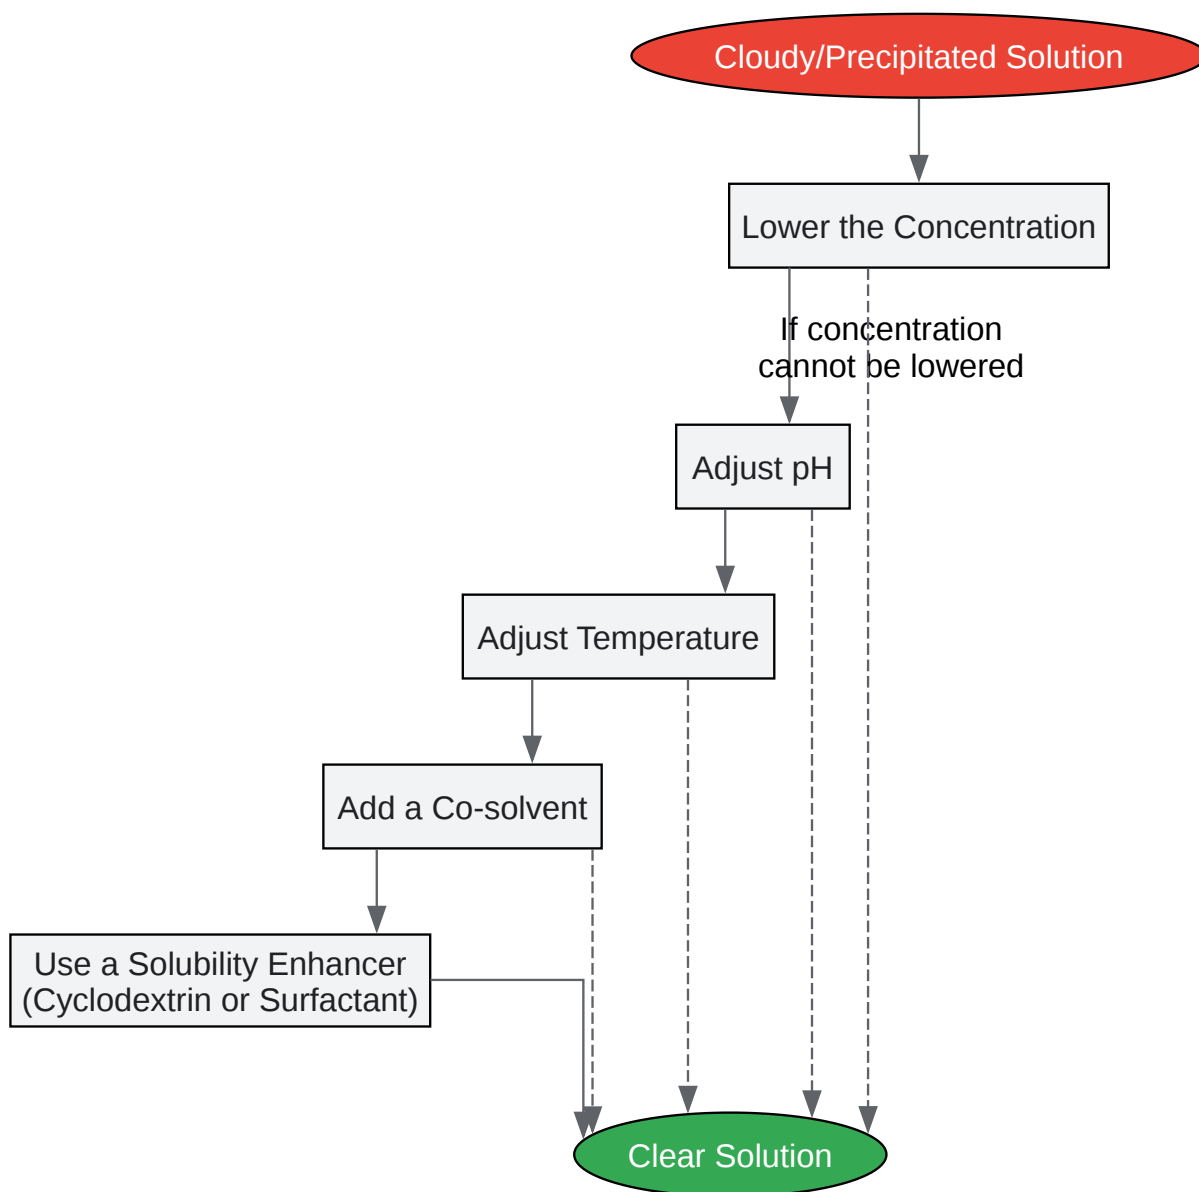 Cloudy/Precipitated Solution
Lower the Concentration
If concentration
cannot be lowered
Adjust pH
Adjust Temperature
Add a Co-solvent
Use a Solubility Enhancer
(Cyclodextrin or Surfactant)
Clear Solution